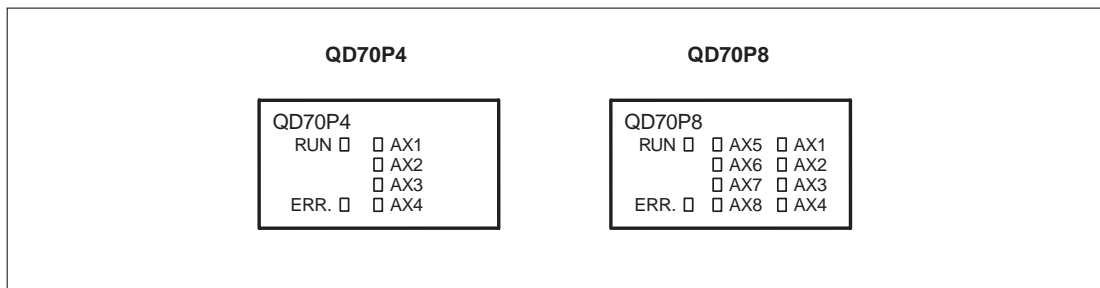 QD70P4
QD70P8
QD70P4
RUN AX1
AX2
AX3
ERR. AX4
QD70P8
RUN AX5 AX1
AX6 AX2
AX7 AX3
ERR. AX8 AX4